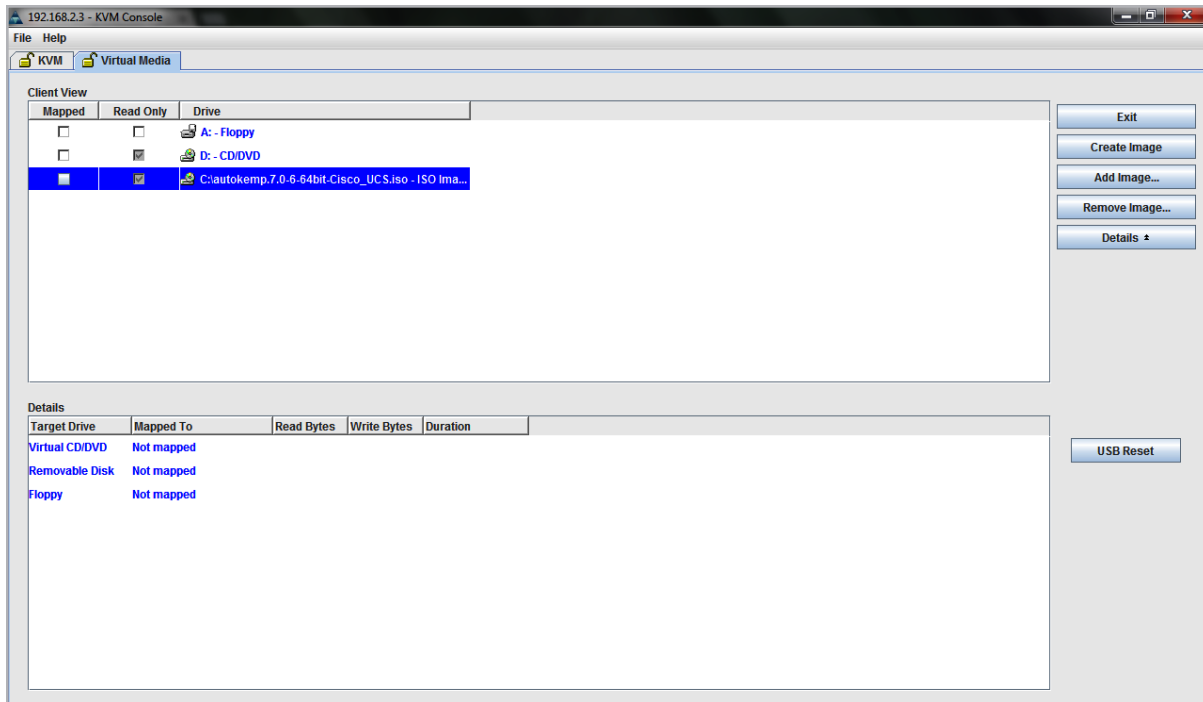 192.168.2.3 - KVM Console
File Help
KVM Virtual Media
Client View
Mapped Read Only Drive
A: - Floppy
D: - CD/DVD
C:\autokemp.7.0-6-64bit-Cisco_UCS.iso - ISO Ima...
Exit
Create Image
Add Image...
Remove Image...
Details
Details
Target Drive Mapped To Read Bytes Write Bytes Duration
Virtual CD/DVD Not mapped
Removable Disk Not mapped
Floppy Not mapped
USB Reset